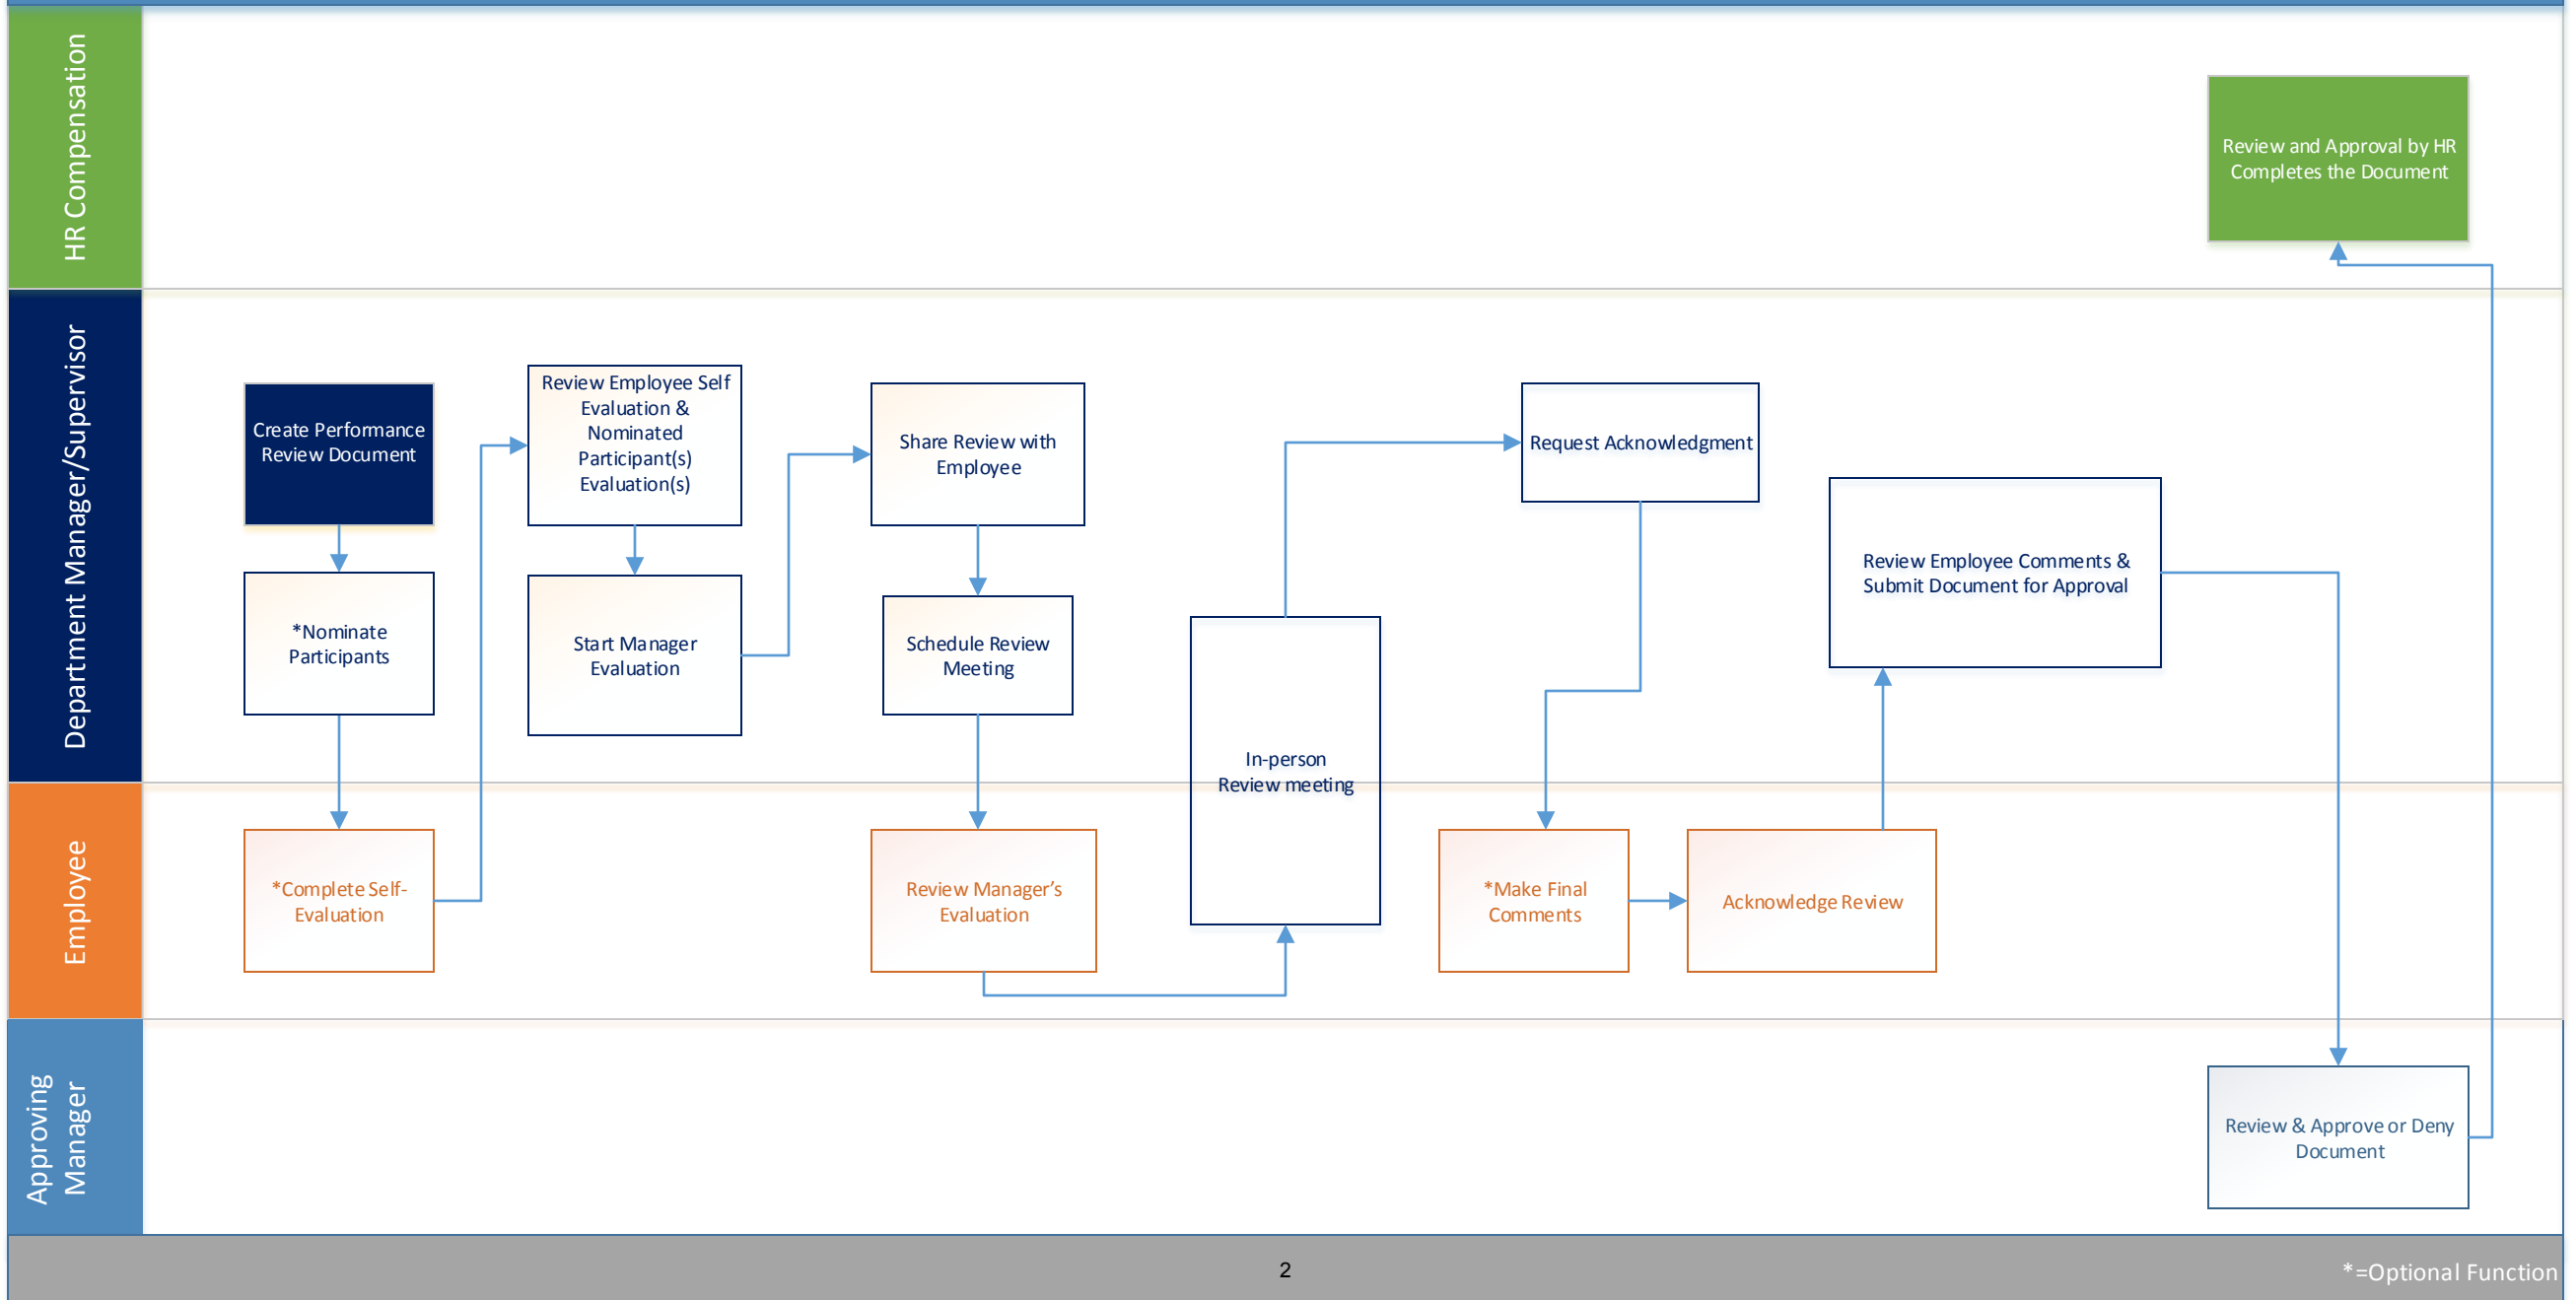 HR Compensation
Review and Approval by HR
Completes the Document
Department Manager/Supervisor
Create Performance
Review Document
*Nominate
Participants
Review Employee Self
Evaluation &
Nominated
Participant(s)
Evaluation(s)
Start Manager
Evaluation
Share Review with
Employee
Schedule Review
Meeting
In-person
Review meeting
Request Acknowledgment
Review Employee Comments &
Submit Document for Approval
Employee
*Complete Self-
Evaluation
Review Manager’s
Evaluation
*Make Final
Comments
Acknowledge Review
Approving
Manager
Review & Approve or Deny
Document
2
*=Optional Function